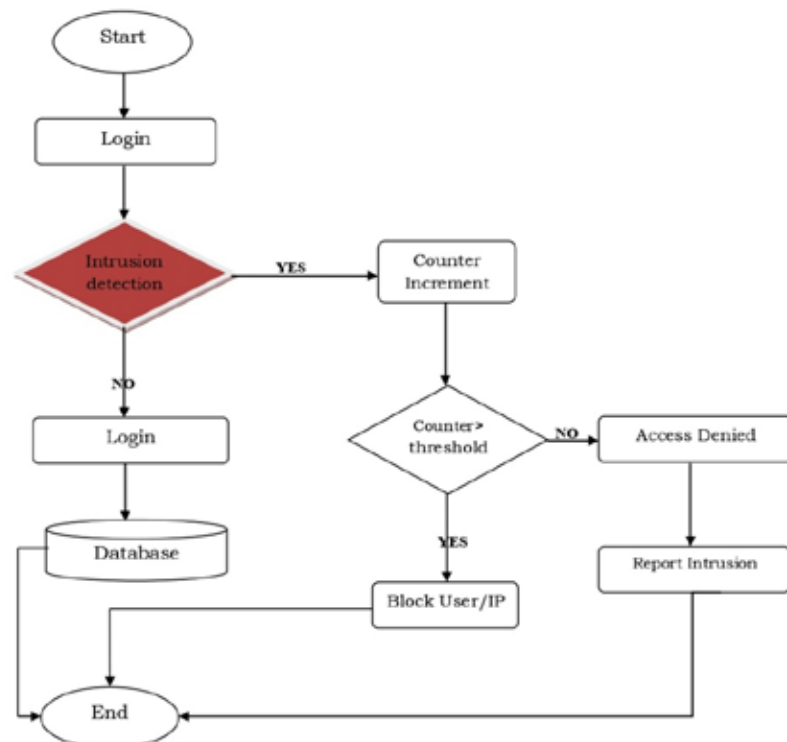 Start
Login
Intrusion
detection
YES
Counter
Increment
NO
Login
Counter>
threshold
NO
Access Denied
YES
Database
Report Intrusion
Block User/IP
End